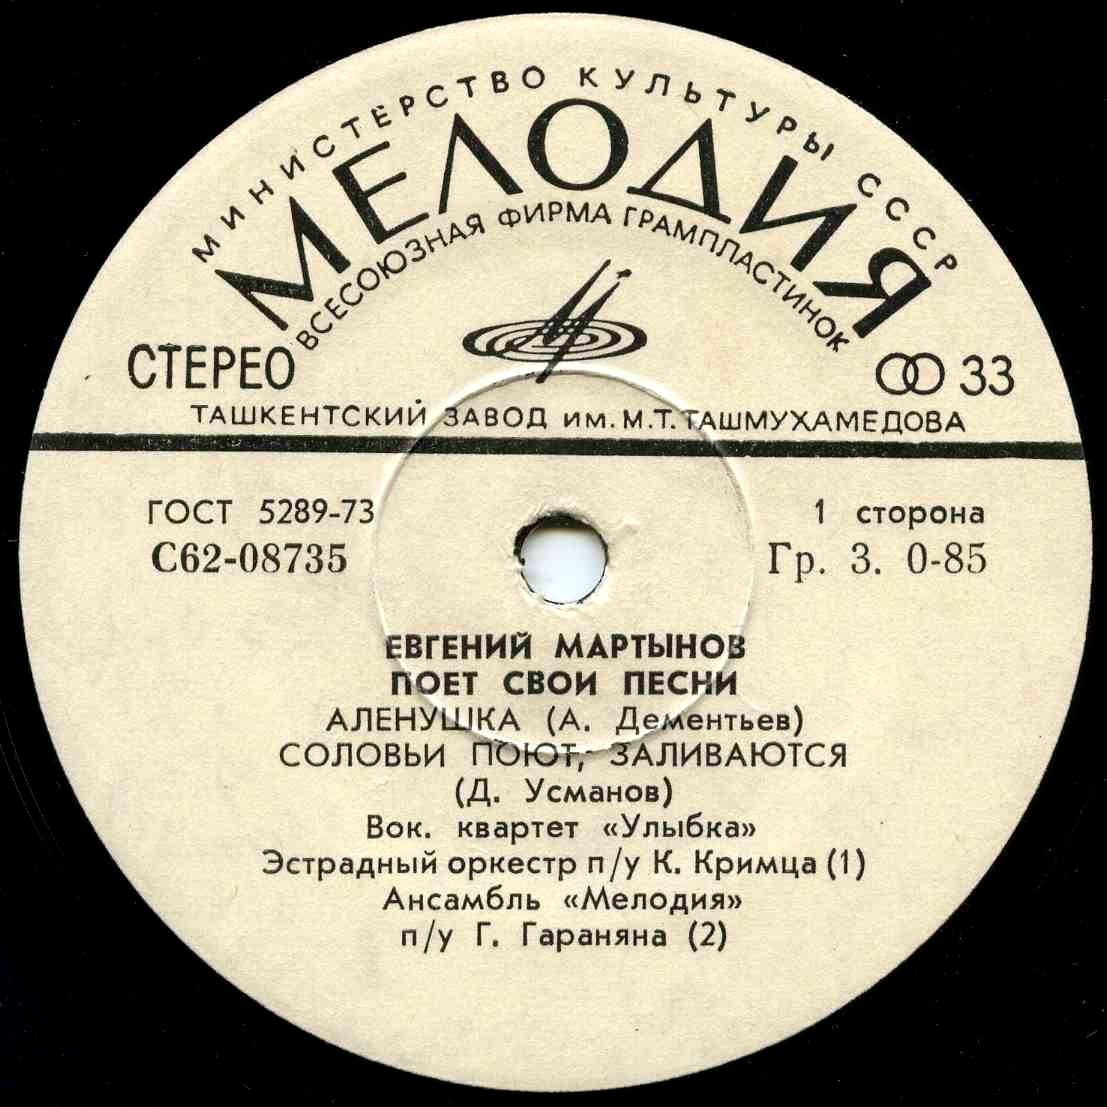 МИНИСТЕРСТВО КУЛЬТУРЫ СССР
МЕЛОДИЯ
ВСЕСОЮЗНАЯ ФИРМА ГРАМПЛАСТИНОК
СТЕРЕО 33
ТАШКЕНТСКИЙ ЗАВОД им. М.Т. ТАШМУХАМЕДОВА
ГОСТ 5289-73 1 сторона
С62-08735 Гр. 3. 0-85
ЕВГЕНИЙ МАРТЫНОВ
ПОЕТ СВОИ ПЕСНИ
АЛЕНУШКА (А. Дементьев)
СОЛОВЬИ ПОЮТ, ЗАЛИВАЮТСЯ
(Д. Усманов)
Вок. квартет «Улыбка»
Эстрадный оркестр п/у К. Кримца (1)
Ансамбль «Мелодия»
п/у Г. Гараняна (2)